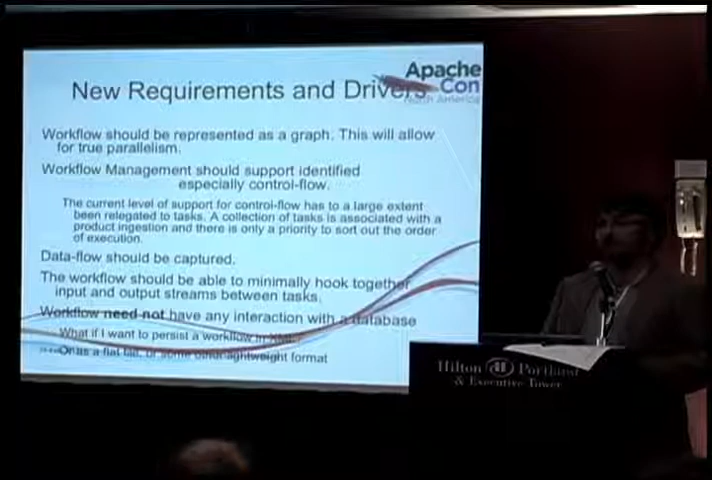 Apache
Con
North America
New Requirements and Drivers
Workflow should be represented as a graph. This will allow
for true parallelism.
Workflow Management should support identified
especially control-flow.
The current level of support for control-flow has to a large extent
been relegated to tasks. A collection of tasks is associated with a
product ingestion and there is only a priority to sort out the order
of execution.
Data-flow should be captured.
The workflow should be able to minimally hook together
input and output streams between tasks.
Workflow need not have any interaction with a database
What if I want to persist a workflow in
Or as a flat file, or some other lightweight format
Hilton Portland
& Executive Tower